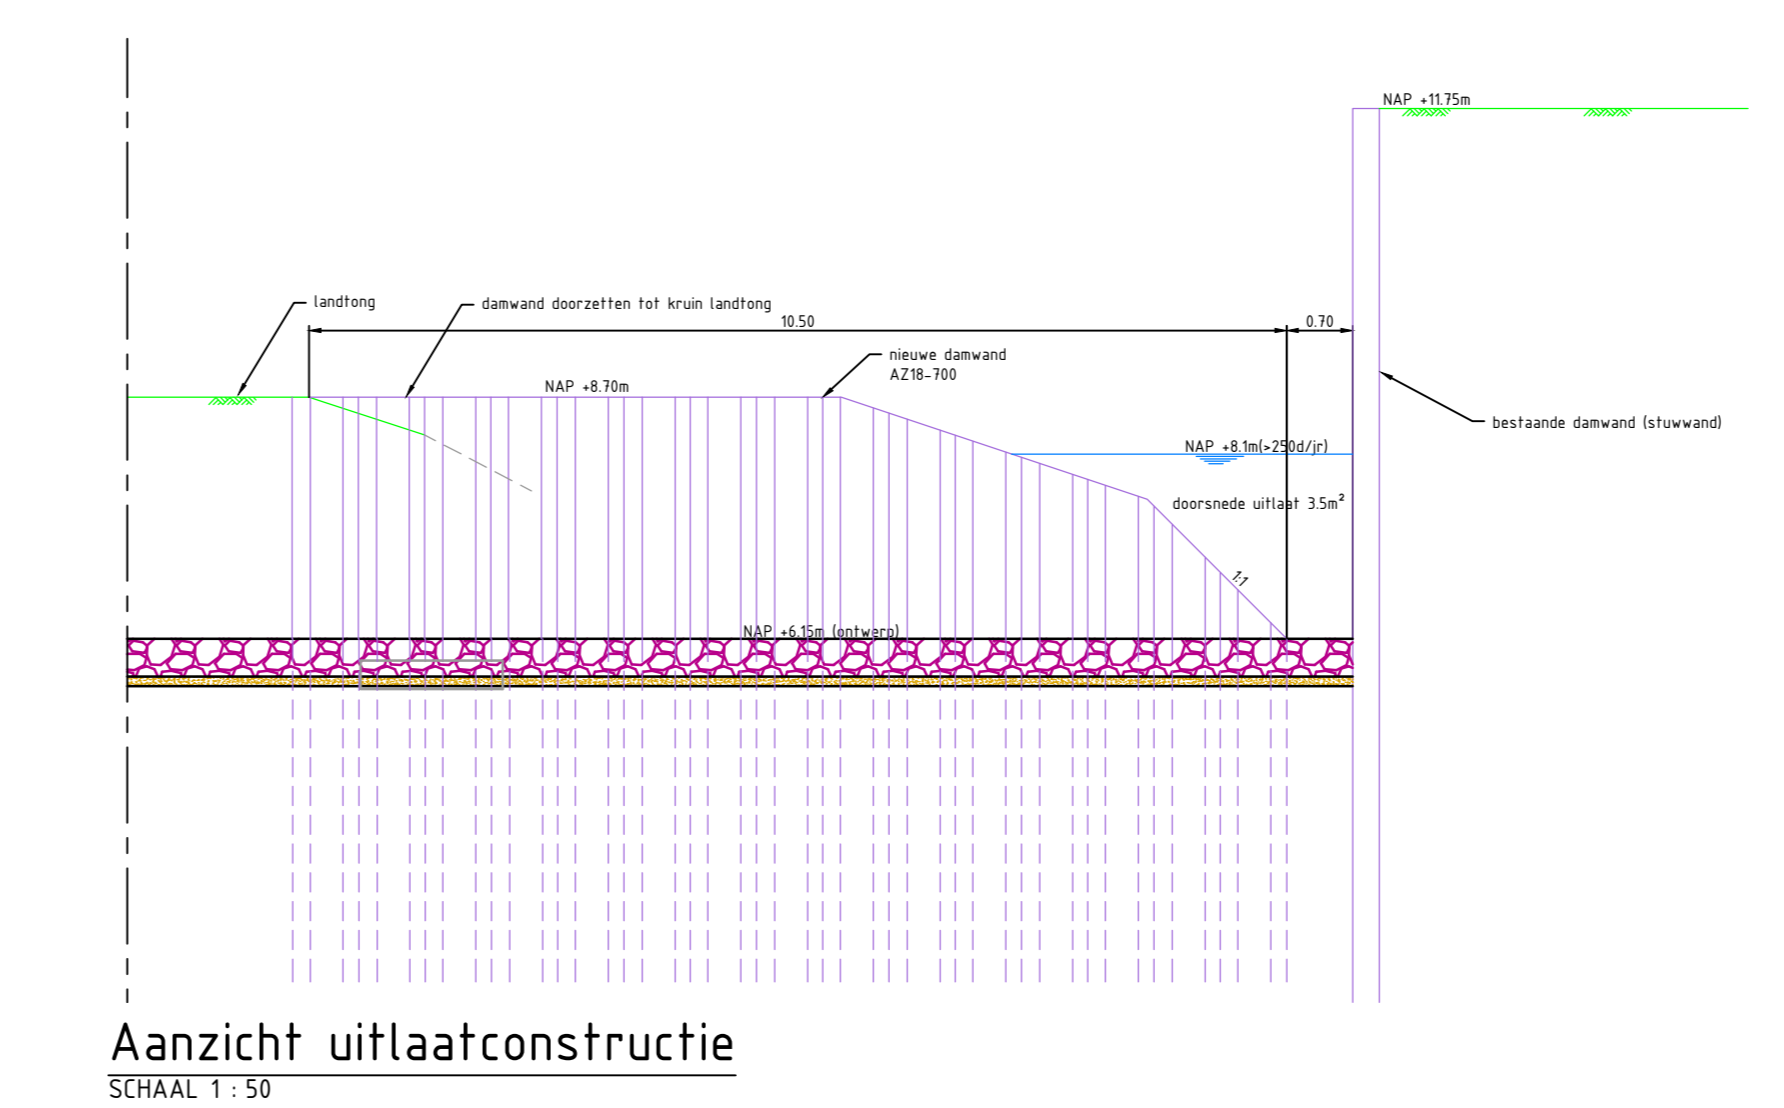 NAP +11.75m
landtong
damwand doorzetten tot kruin landtong
10.50
0.70
nieuwe damwand
AZ18-700
NAP +8.70m
bestaande damwand (stuwwand)
NAP +8.1m(>250d/jr)
doorsnede uitlaat 3.5m²
1:1
NAP +6.15m (ontwerp)
Aanzicht uitlaatconstructie
SCHAAL 1 : 50